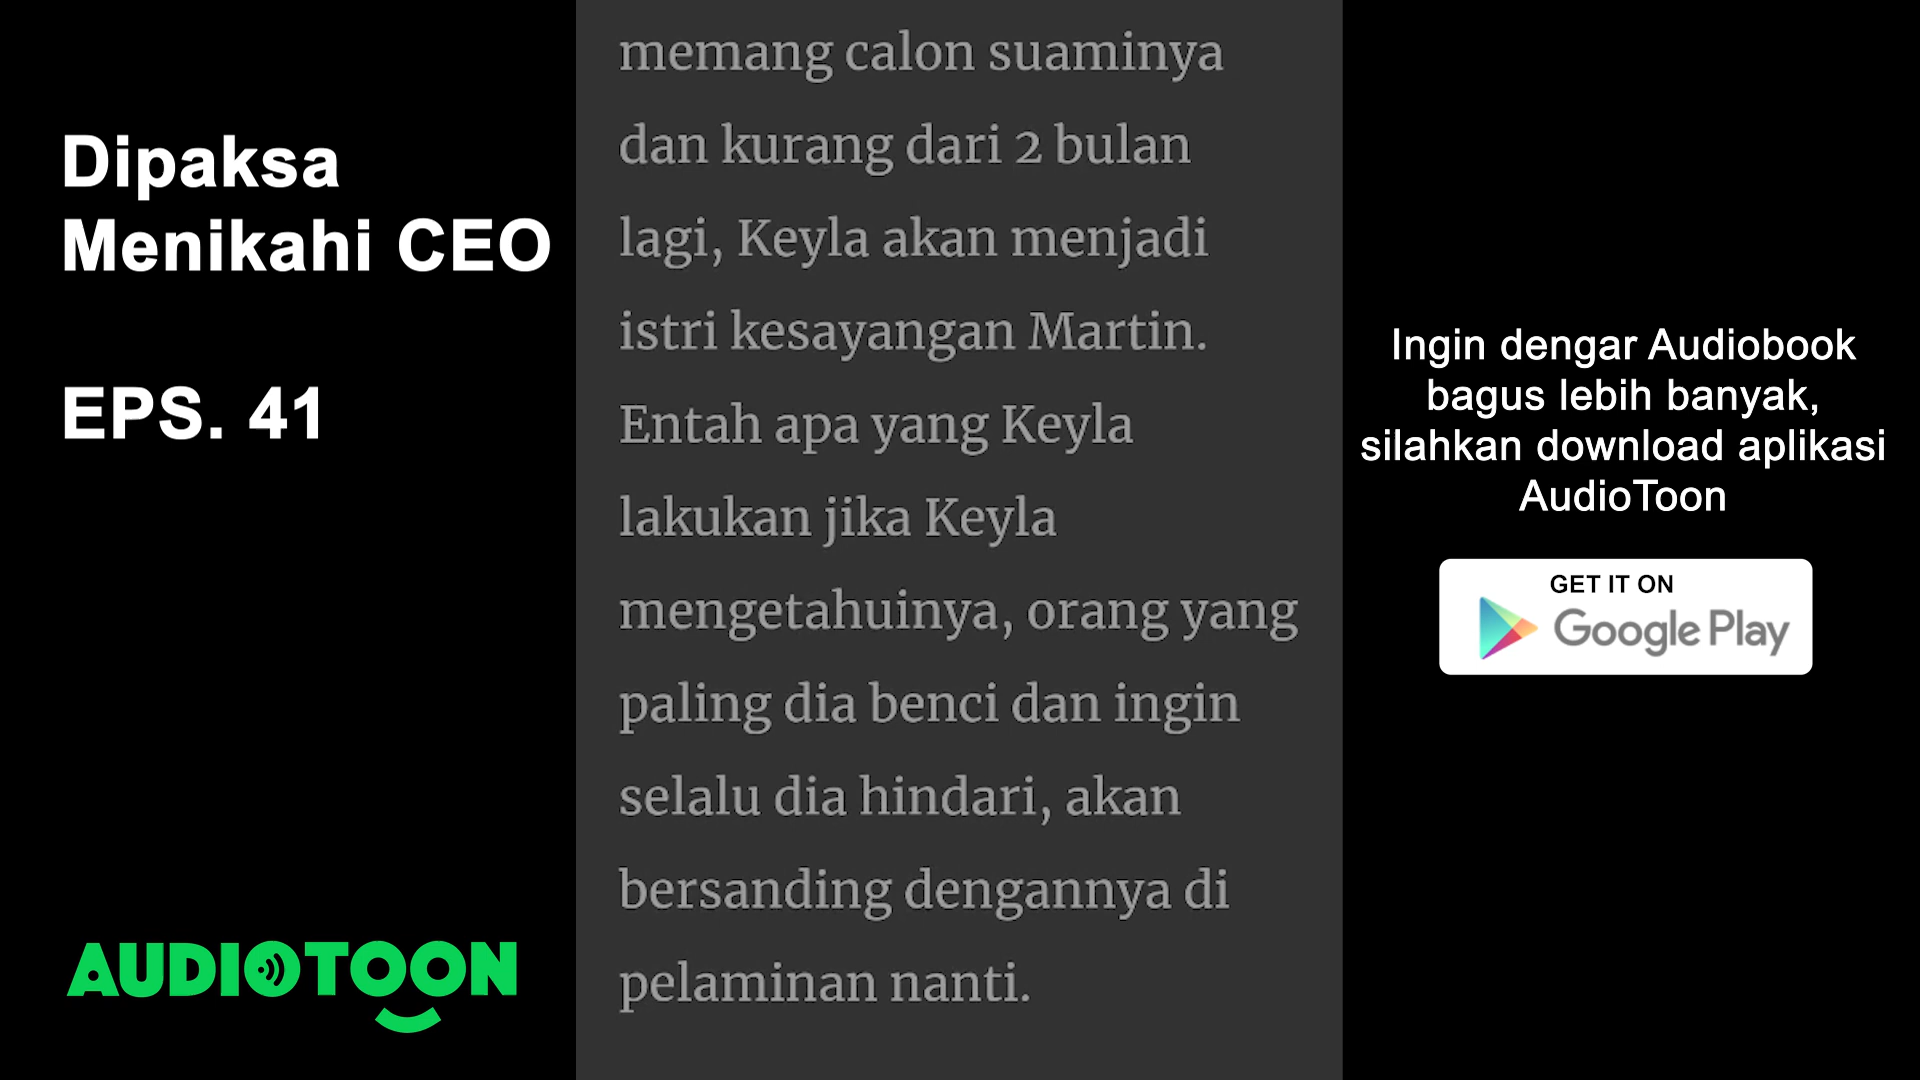 Dipaksa
Menikahi CEO
EPS. 41
AUDIOTOON
memang calon suaminya
dan kurang dari 2 bulan
lagi, Keyla akan menjadi
istri kesayangan Martin.
Entah apa yang Keyla
lakukan jika Keyla
mengetahuinya, orang yang
paling dia benci dan ingin
selalu dia hindari, akan
bersanding dengannya di
pelaminan nanti.
Ingin dengar Audiobook
bagus lebih banyak,
silahkan download aplikasi
AudioToon
GET IT ON
Google Play